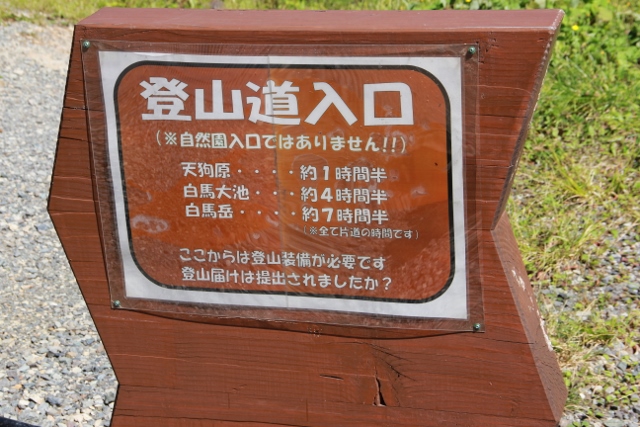 登山道入口
(※自然園入口ではありません!!)
天狗原・・・・約1時間半
白馬大池・・・約4時間半
白馬岳・・・・約7時間半
(※全て片道の時間です)
ここからは登山装備が必要です
登山届けは提出されましたか?